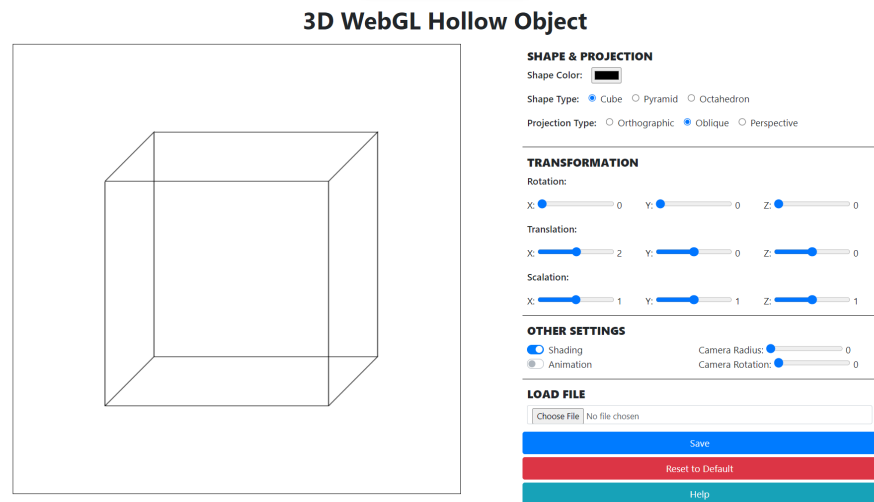 3D WebGL Hollow Object
SHAPE & PROJECTION
Shape Color:
Shape Type: Cube Pyramid Octahedron
Projection Type: Orthographic Oblique Perspective
TRANSFORMATION
Rotation:
X: 0 Y: 0 Z: 0
Translation:
X: 2 Y: 0 Z: 0
Scalation:
X: 1 Y: 1 Z: 1
OTHER SETTINGS
Shading Camera Radius: 0
Animation Camera Rotation: 0
LOAD FILE
Choose File No file chosen
Save
Reset to Default
Help